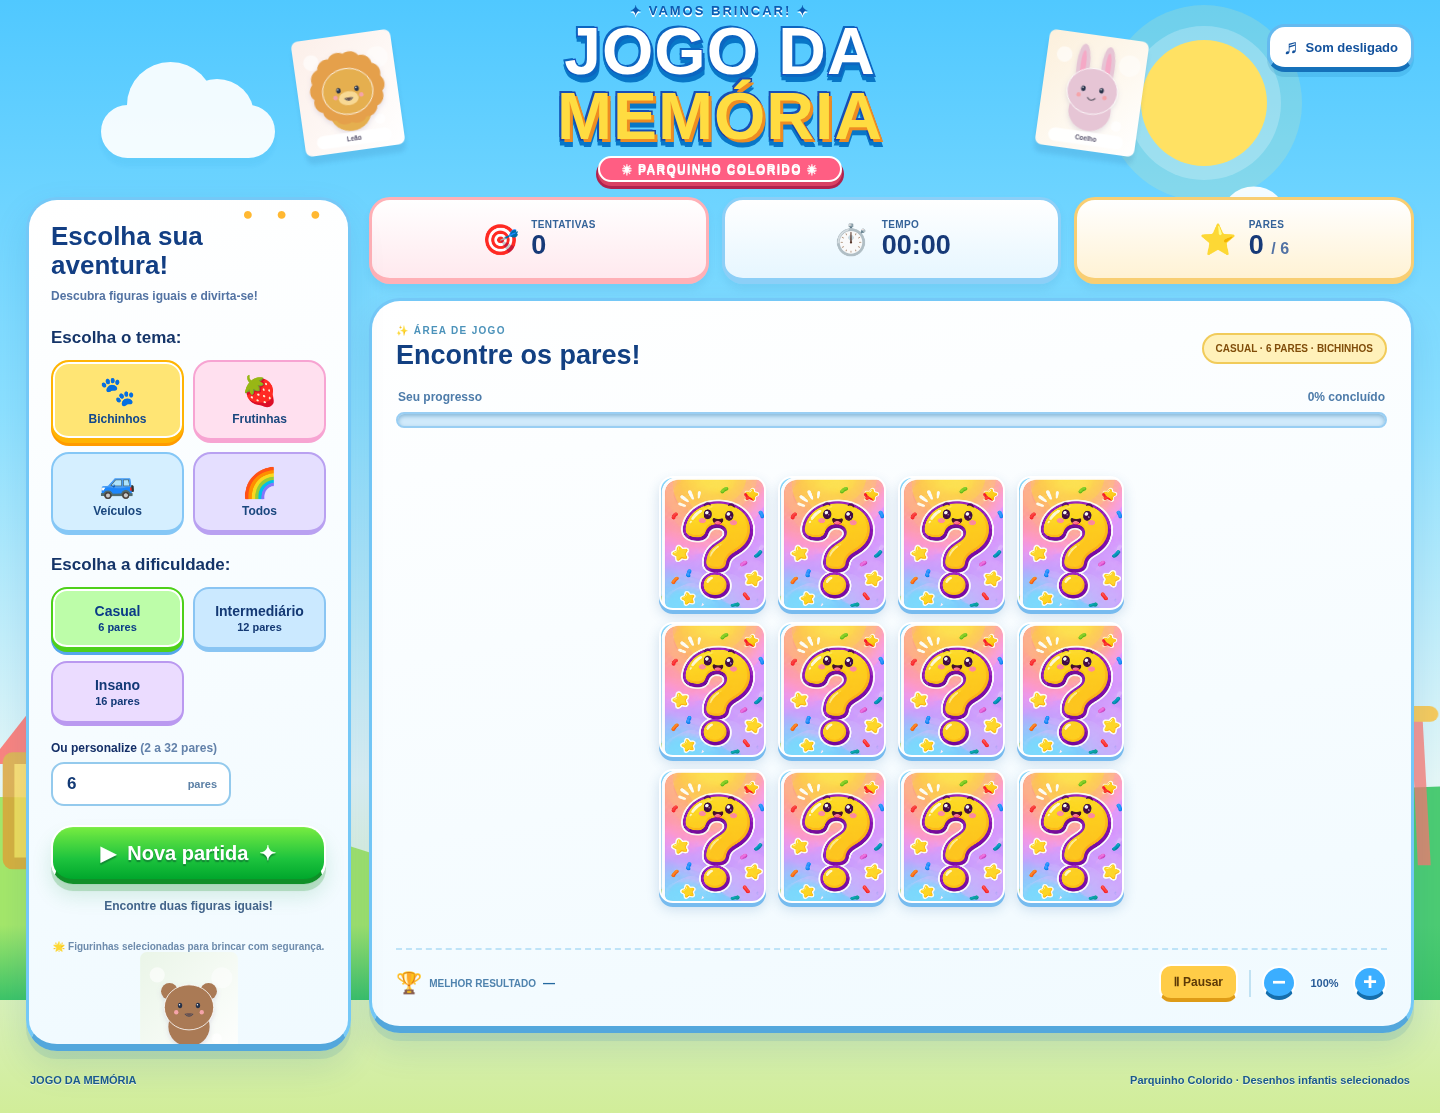 ✦ VAMOS BRINCAR! ✦
JOGO DA
MEMÓRIA
✷ PARQUINHO COLORIDO ✷
Leão
Coelho
♬ Som desligado
Escolha sua
aventura!
Descubra figuras iguais e divirta-se!
Escolha o tema:
Bichinhos
Frutinhas
Veículos
Todos
Escolha a dificuldade:
Casual
6 pares
Intermediário
12 pares
Insano
16 pares
Ou personalize (2 a 32 pares)
6 pares
▶ Nova partida ✦
Encontre duas figuras iguais!
🌟 Figurinhas selecionadas para brincar com segurança.
TENTATIVAS
0
TEMPO
00:00
PARES
0 / 6
✨ ÁREA DE JOGO
Encontre os pares!
CASUAL · 6 PARES · BICHINHOS
Seu progresso
0% concluído
MELHOR RESULTADO —
Ⅱ Pausar
−
100%
+
JOGO DA MEMÓRIA
Parquinho Colorido · Desenhos infantis selecionados